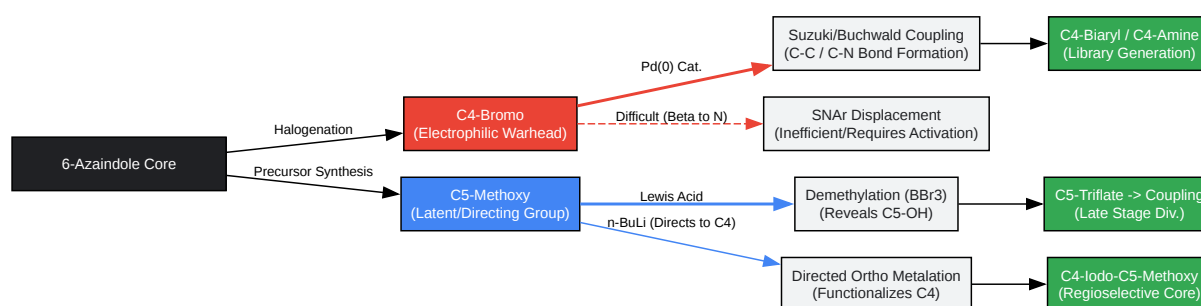 6-Azaindole Core
Halogenation
Precursor Synthesis
C4-Bromo
(Electrophilic Warhead)
C5-Methoxy
(Latent/Directing Group)
Pd(0) Cat.
Difficult (Beta to N)
Lewis Acid
n-BuLi (Directs to C4)
Suzuki/Buchwald Coupling
(C-C / C-N Bond Formation)
SNAr Displacement
(Inefficient/Requires Activation)
Demethylation (BBr3)
(Reveals C5-OH)
Directed Ortho Metalation
(Functionalizes C4)
C4-Biaryl / C4-Amine
(Library Generation)
C5-Triflate -> Coupling
(Late Stage Div.)
C4-Iodo-C5-Methoxy
(Regioselective Core)